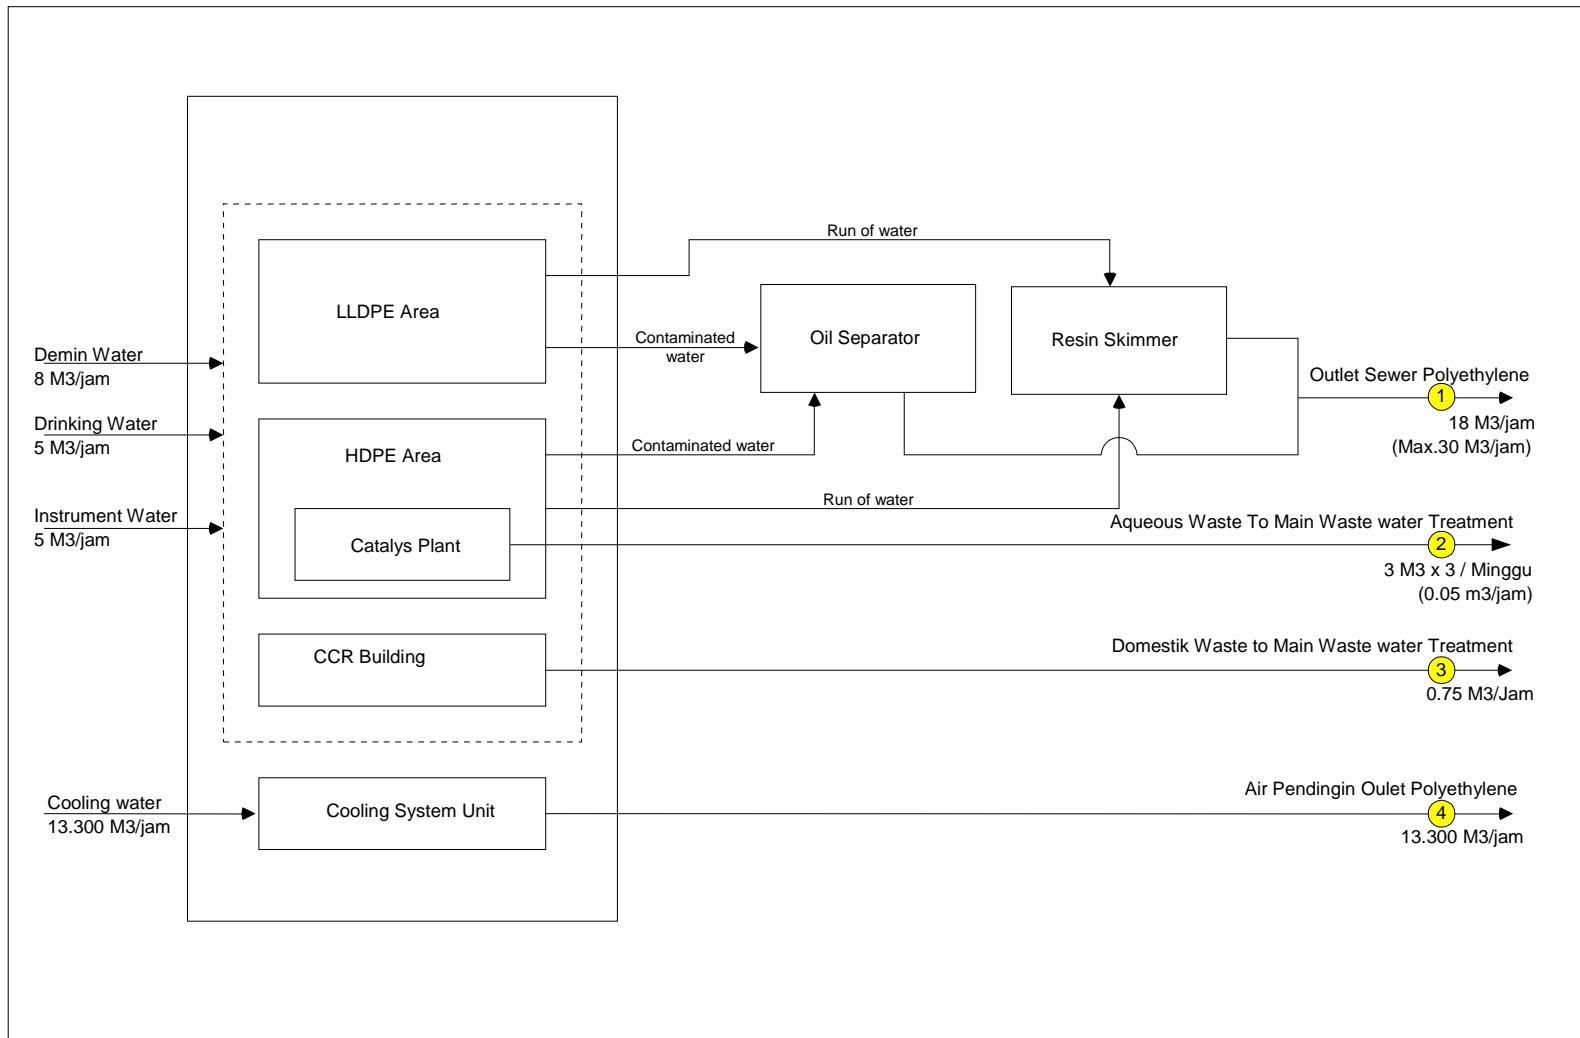 Run of water
LLDPE Area
Oil Separator
Resin Skimmer
Contaminated
water
Demin Water
8 M3/jam
Outlet Sewer Polyethylene
1
18 M3/jam
(Max.30 M3/jam)
Drinking Water
5 M3/jam
HDPE Area
Contaminated water
Run of water
Instrument Water
5 M3/jam
Catalys Plant
Aqueous Waste To Main Waste water Treatment
2
3 M3 x 3 / Minggu
(0.05 m3/jam)
CCR Building
Domestik Waste to Main Waste water Treatment
3
0.75 M3/Jam
Cooling water
13.300 M3/jam
Cooling System Unit
Air Pendingin Oulet Polyethylene
4
13.300 M3/jam